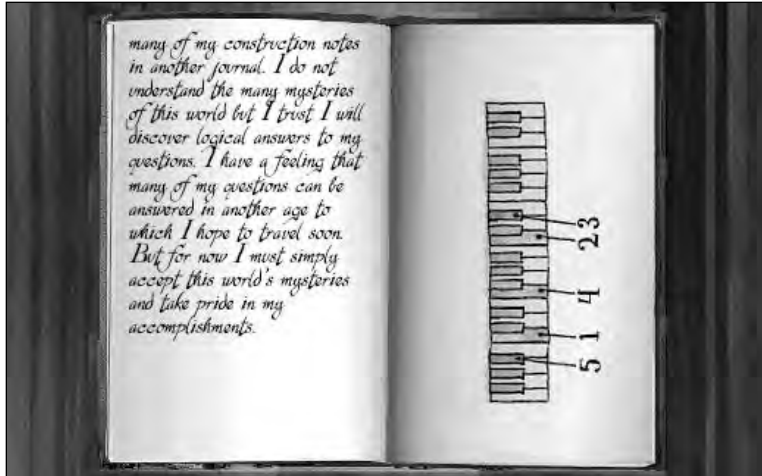 many of my construction notes
in another journal. I do not
understand the many mysteries
of this world but I trust I will
discover logical answers to my
questions. I have a feeling that
many of my questions can be
answered in another age to
which I hope to travel soon.
But for now I must simply
accept this world's mysteries
and take pride in my
accomplishments.
3
2
4
1
5